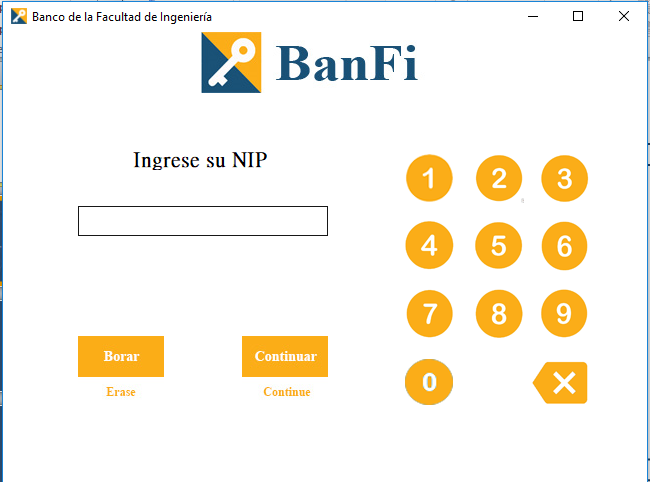 Banco de la Facultad de Ingeniería
BanFi
Ingrese su NIP
1 2 3
4 5 6
7 8 9
0
Borar Continuar
Erase Continue